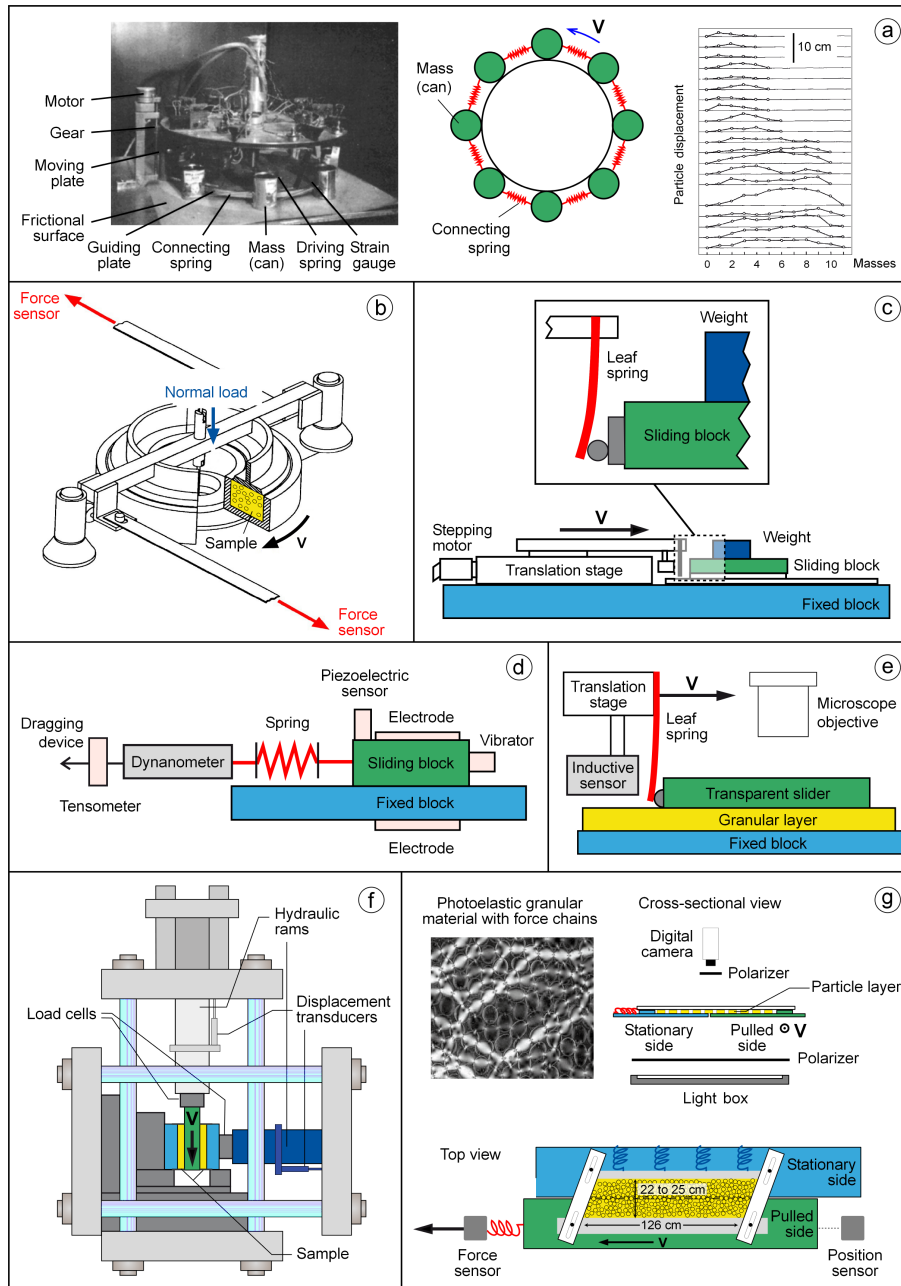 a
Motor
Gear
Moving
plate
Frictional
surface
Guiding
plate
Connecting
spring
Mass
(can)
Driving
spring
Strain
gauge
V
Mass
(can)
Connecting
spring
Particle displacement
10 cm
0 2 4 6 8 10 Masses
b
Force
sensor
Normal load
Sample
V
Force
sensor
c
Weight
Leaf
spring
Sliding block
V
Stepping
motor
Translation stage
Weight
Sliding block
Fixed block
d
Piezoelectric
sensor
Electrode
Dragging
device
Spring
Vibrator
Dynanometer
Sliding block
Tensometer
Fixed block
Electrode
e
Translation
stage
V
Leaf
spring
Microscope
objective
Inductive
sensor
Transparent slider
Granular layer
Fixed block
f
Hydraulic
rams
Load cells
Displacement
transducers
V
Sample
g
Photoelastic granular
material with force chains
Cross-sectional view
Digital
camera
Polarizer
Particle layer
Stationary
side
Pulled
side
V
Polarizer
Light box
Top view
Stationary
side
22 to 25 cm
Pulled
side
126 cm
V
Force
sensor
Position
sensor